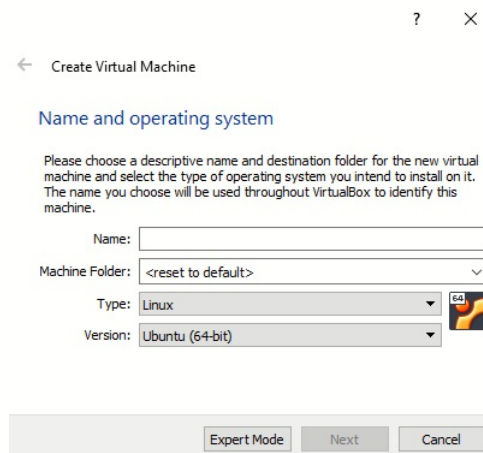 ?
Create Virtual Machine
Name and operating system
Please choose a descriptive name and destination folder for the new virtual
machine and select the type of operating system you intend to install on it.
The name you choose will be used throughout VirtualBox to identify this
machine.
Name:
Machine Folder: <reset to default>
Type: Linux
64
Version: Ubuntu (64-bit)
Expert Mode Next Cancel